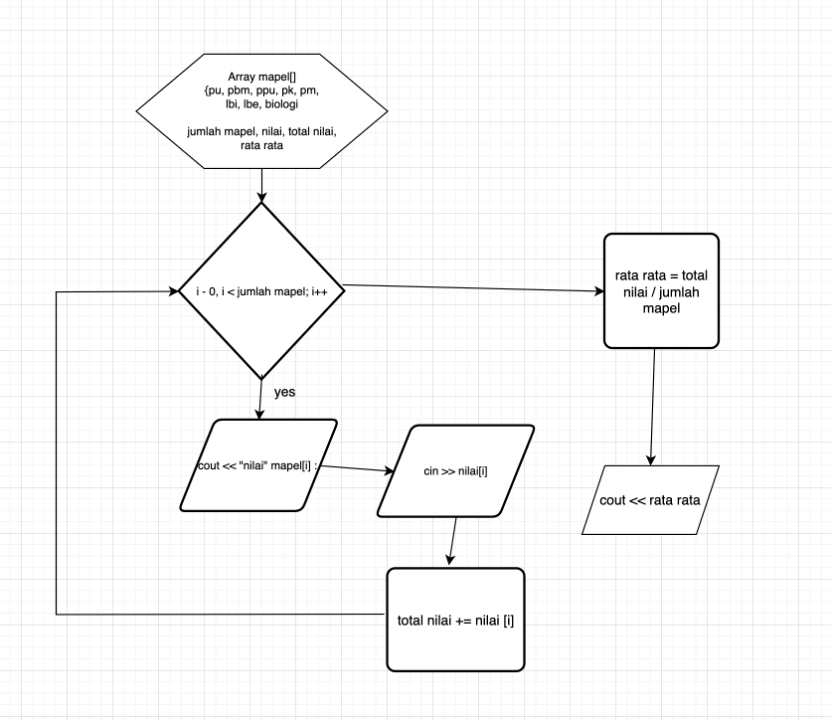 Array mapel[]
{pu, pbm, ppu, pk, pm,
lbi, lbe, biologi
jumlah mapel, nilai, total nilai,
rata rata
i - 0, i < jumlah mapel; i++
rata rata = total
nilai / jumlah
mapel
yes
cout << "nilai" mapel[i] :
cin >> nilai[i]
cout << rata rata
total nilai += nilai [i]